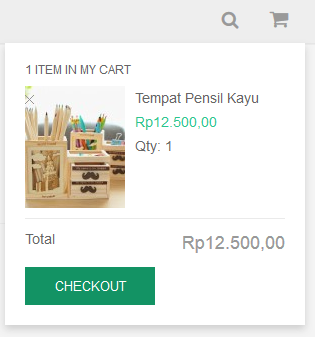 1 ITEM IN MY CART
Tempat Pensil Kayu
Rp12.500,00
Qty: 1
Total
Rp12.500,00
CHECKOUT